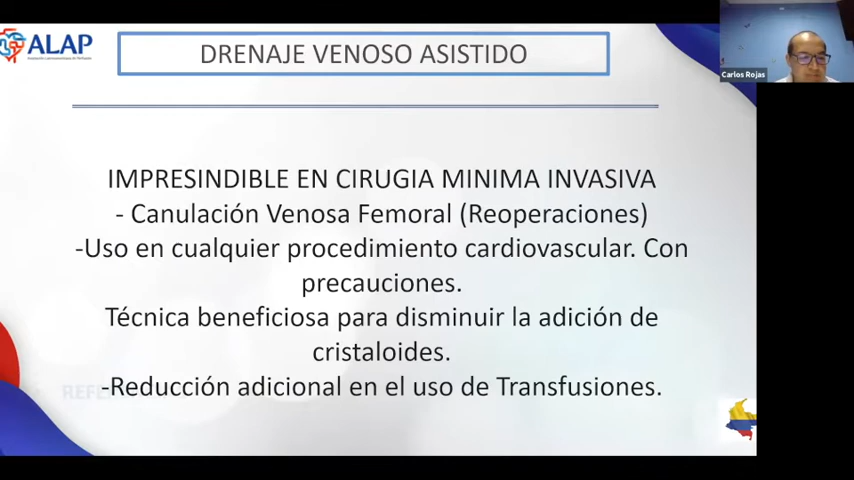 ALAP
DRENAJE VENOSO ASISTIDO
Carlos Rojas
IMPRESINDIBLE EN CIRUGIA MINIMA INVASIVA
- Canulación Venosa Femoral (Reoperaciones)
-Uso en cualquier procedimiento cardiovascular. Con
precauciones.
Técnica beneficiosa para disminuir la adición de
cristaloides.
-Reducción adicional en el uso de Transfusiones.